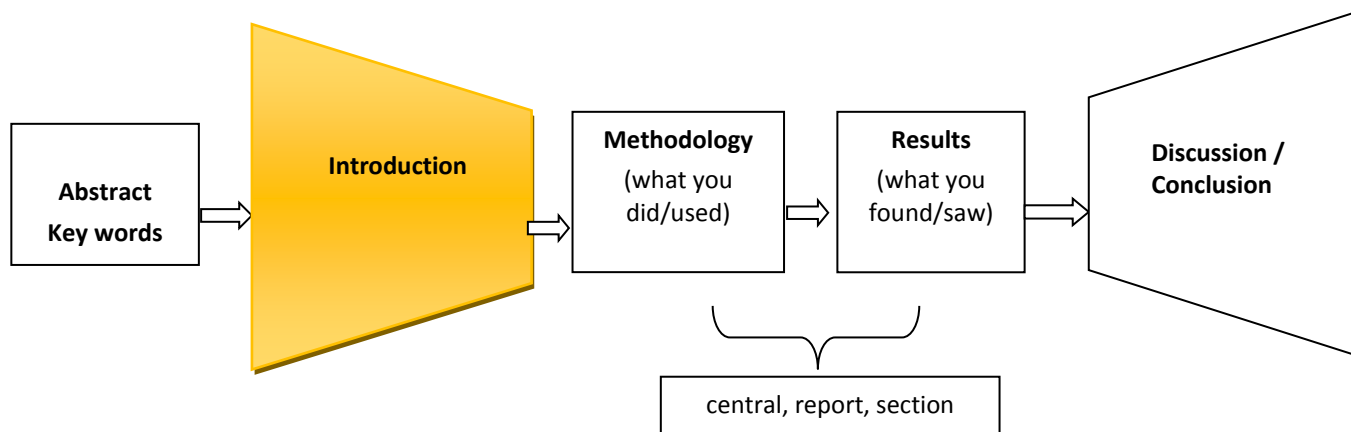 Abstract
Key words
Introduction
Methodology
(what you
did/used)
Results
(what you
found/saw)
Discussion /
Conclusion
central, report, section